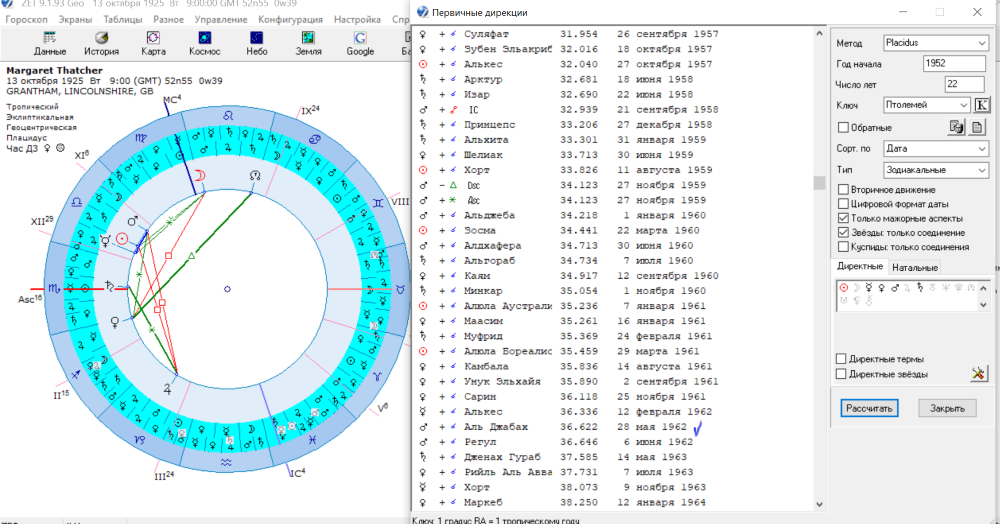 ZET 9.1.93 Geo 13 октября 1925 Вт 9:00:00 GMT 52n55 0w39
Гороскоп Экраны Таблицы Разное Управление Конфигурация Настройка
Данные История Карта Космос Небо Земля Google
Margaret Thatcher
13 октября 1925 Вт 9:00 (GMT) 52n55 0w39
GRANTHAM, LINCOLNSHIRE, GB
Тропический
Эклиптикальная
Геоцентрическая
Плацидус
Час ДЗ ♀ ☹
MC4
IX24
XI6
VIII
XII29
Asc16
II15
V9
III24
IC4
Первичные дирекции
♀ + ☌ Суляфат 31.954 26 сентября 1957
♀ + ☌ Зубен Эльакриб 32.016 18 октября 1957
☉ + ☌ Алькес 32.040 27 октября 1957
♄ + ☌ Арктур 32.681 18 июня 1958
♄ + ☌ Изар 32.690 22 июня 1958
♂ + ☍ IC 32.939 21 сентября 1958
♄ + ☌ Принцепс 33.206 27 декабря 1958
♄ + ☌ Альхита 33.301 31 января 1959
♀ + ☌ Шелиак 33.713 30 июня 1959
☉ + ☌ Хорт 33.826 11 августа 1959
♂ − △ Dsc 34.123 27 ноября 1959
♂ + ✶ Asc 34.123 27 ноября 1959
♂ + ☌ Альджеба 34.218 1 января 1960
☉ + ☌ Зосма 34.441 22 марта 1960
♂ + ☌ Алдхафера 34.713 30 июня 1960
♄ + ☌ Альгораб 34.734 7 июля 1960
♀ + ☌ Каям 34.917 12 сентября 1960
♄ + ☌ Минкар 35.054 1 ноября 1960
☉ + ☌ Алюла Аустрали 35.236 7 января 1961
♀ + ☌ Маасим 35.261 16 января 1961
♄ + ☌ Муфрид 35.369 24 февраля 1961
☉ + ☌ Алюла Бореалис 35.459 29 марта 1961
♀ + ☌ Камбала 35.836 14 августа 1961
♀ + ☌ Унук Эльхайя 35.890 2 сентября 1961
♀ + ☌ Сарин 36.118 25 ноября 1961
☿ + ☌ Алькес 36.336 12 февраля 1962
♂ + ☌ Аль Джабах 36.622 28 мая 1962
♂ + ☌ Регул 36.646 6 июня 1962
♄ + ☌ Дженах Гураб 37.585 14 мая 1963
♀ + ☌ Рийль Аль Авва 37.731 7 июля 1963
☿ + ☌ Хорт 38.073 9 ноября 1963
♀ + ☌ Маркеб 38.250 12 января 1964
Ключ: 1 градус RA = 1 тропическому году
Метод Placidus
Год начала 1952
Число лет 22
Ключ Птолемей K
Обратные
Сорт. по Дата
Тип Зодиакальные
Вторичное движение
Цифровой формат даты
Только мажорные аспекты
Звёзды: только соединение
Куспиды: только соединения
Директные Натальные
Директные термы
Директные звёзды
Рассчитать Закрыть